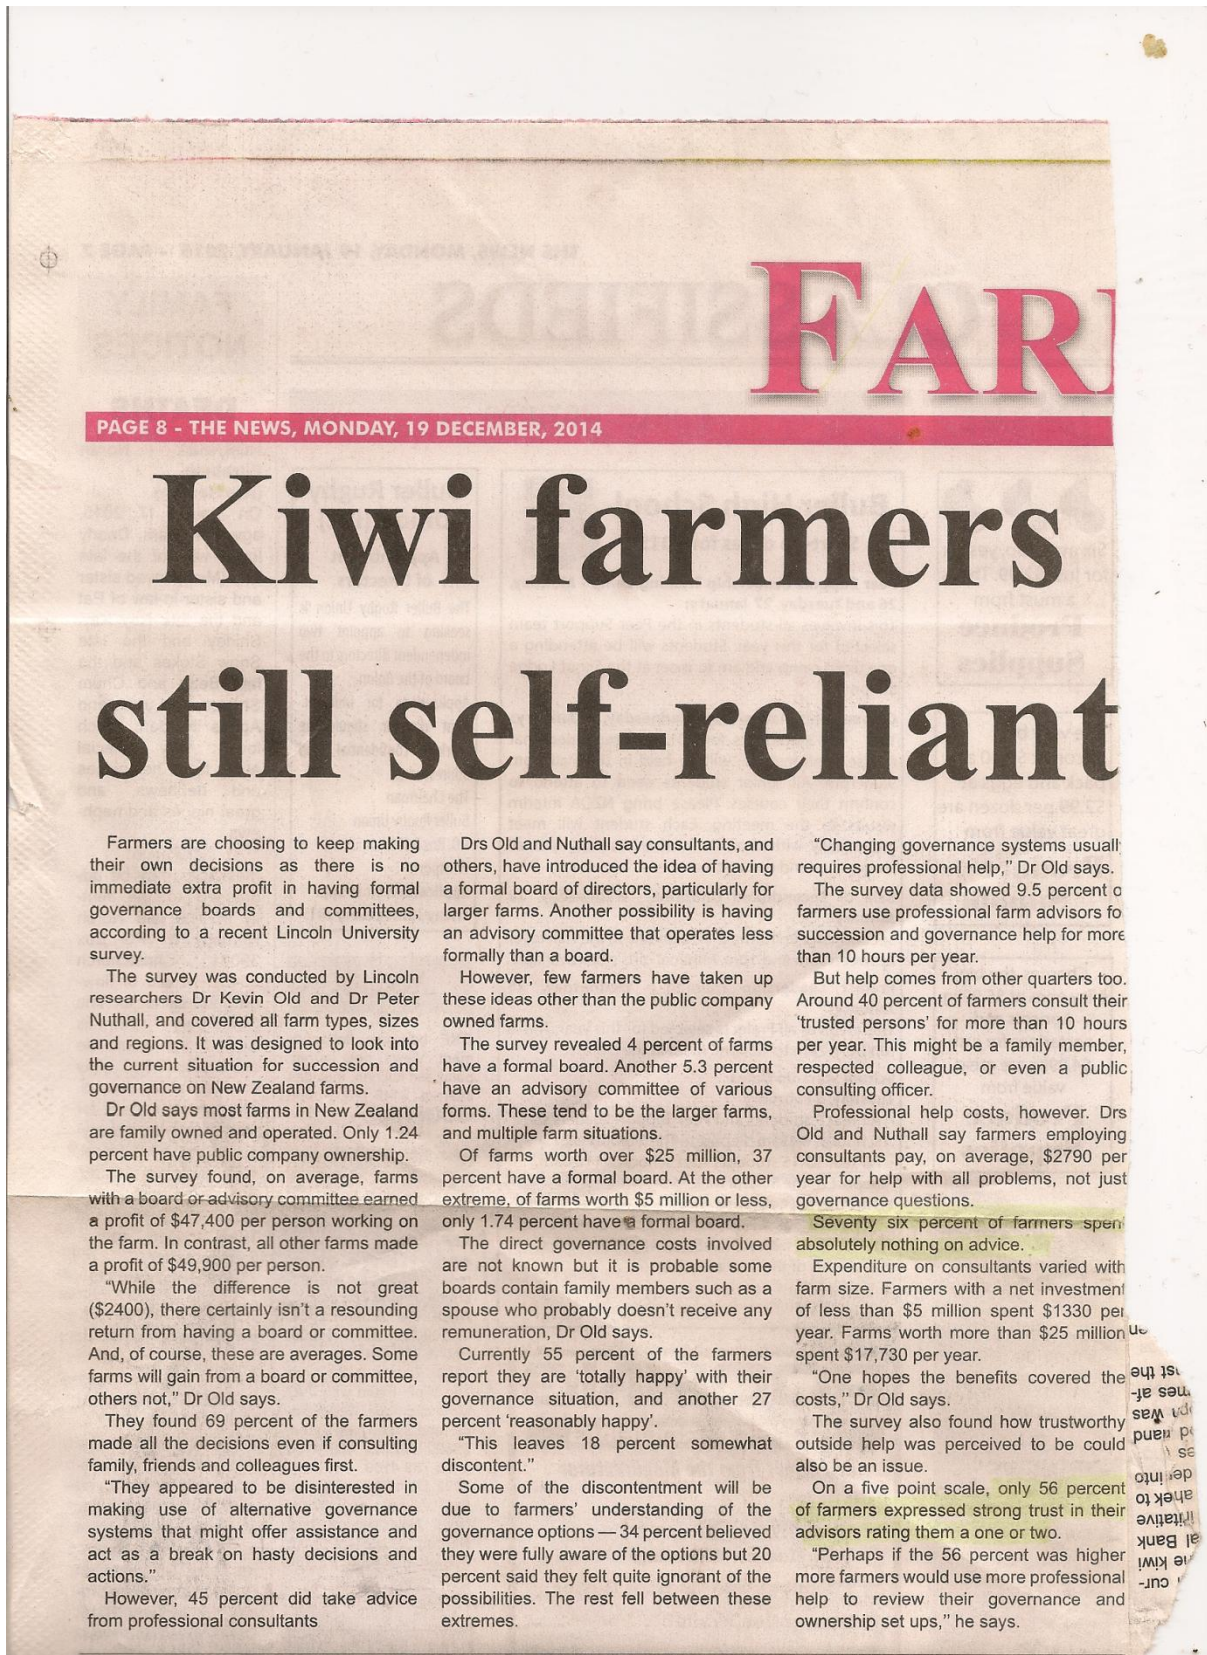 FAR
PAGE 8 - THE NEWS, MONDAY, 19 DECEMBER, 2014
Kiwi farmers
still self-reliant
Farmers are choosing to keep making
their own decisions as there is no
immediate extra profit in having formal
governance boards and committees,
according to a recent Lincoln University
survey.
The survey was conducted by Lincoln
researchers Dr Kevin Old and Dr Peter
Nuthall, and covered all farm types, sizes
and regions. It was designed to look into
the current situation for succession and
governance on New Zealand farms.
Dr Old says most farms in New Zealand
are family owned and operated. Only 1.24
percent have public company ownership.
The survey found, on average, farms
with a board or advisory committee earned
a profit of $47,400 per person working on
the farm. In contrast, all other farms made
a profit of $49,900 per person.
“While the difference is not great
($2400), there certainly isn’t a resounding
return from having a board or committee.
And, of course, these are averages. Some
farms will gain from a board or committee,
others not,” Dr Old says.
They found 69 percent of the farmers
made all the decisions even if consulting
family, friends and colleagues first.
“They appeared to be disinterested in
making use of alternative governance
systems that might offer assistance and
act as a break on hasty decisions and
actions.”
However, 45 percent did take advice
from professional consultants
Drs Old and Nuthall say consultants, and
others, have introduced the idea of having
a formal board of directors, particularly for
larger farms. Another possibility is having
an advisory committee that operates less
formally than a board.
However, few farmers have taken up
these ideas other than the public company
owned farms.
The survey revealed 4 percent of farms
have a formal board. Another 5.3 percent
have an advisory committee of various
forms. These tend to be the larger farms,
and multiple farm situations.
Of farms worth over $25 million, 37
percent have a formal board. At the other
extreme, of farms worth $5 million or less,
only 1.74 percent have a formal board.
The direct governance costs involved
are not known but it is probable some
boards contain family members such as a
spouse who probably doesn’t receive any
remuneration, Dr Old says.
Currently 55 percent of the farmers
report they are ‘totally happy’ with their
governance situation, and another 27
percent ‘reasonably happy’.
“This leaves 18 percent somewhat
discontent.”
Some of the discontentment will be
due to farmers’ understanding of the
governance options — 34 percent believed
they were fully aware of the options but 20
percent said they felt quite ignorant of the
possibilities. The rest fell between these
extremes.
“Changing governance systems usuall
requires professional help,” Dr Old says.
The survey data showed 9.5 percent o
farmers use professional farm advisors fo
succession and governance help for more
than 10 hours per year.
But help comes from other quarters too.
Around 40 percent of farmers consult their
‘trusted persons’ for more than 10 hours
per year. This might be a family member,
respected colleague, or even a public
consulting officer.
Professional help costs, however. Drs
Old and Nuthall say farmers employing
consultants pay, on average, $2790 per
year for help with all problems, not just
governance questions.
Seventy six percent of farmers spen
absolutely nothing on advice.
Expenditure on consultants varied with
farm size. Farmers with a net investment
of less than $5 million spent $1330 per
year. Farms worth more than $25 million
spent $17,730 per year.
“One hopes the benefits covered the
costs,” Dr Old says.
The survey also found how trustworthy
outside help was perceived to be could
also be an issue.
On a five point scale, only 56 percent
of farmers expressed strong trust in their
advisors rating them a one or two.
“Perhaps if the 56 percent was higher
more farmers would use more professional
help to review their governance and
ownership set ups,” he says.